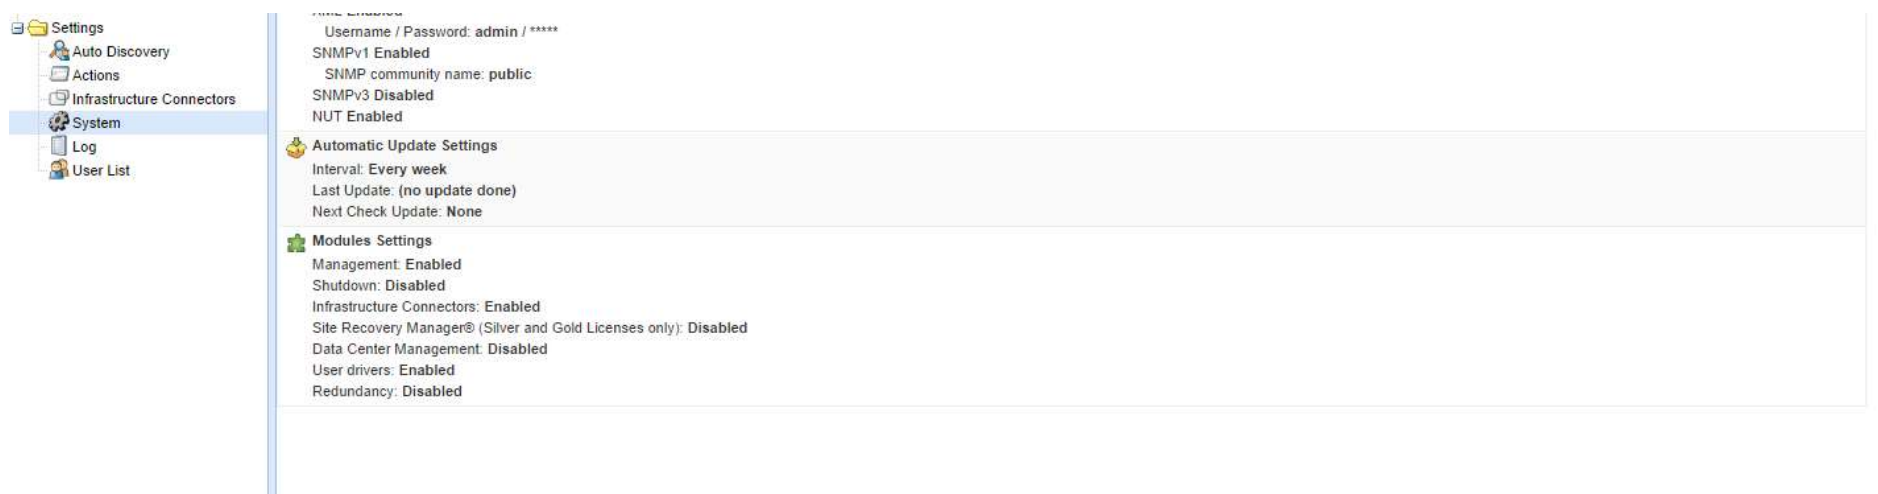 Settings
Auto Discovery
Actions
Infrastructure Connectors
System
Log
User List
XML Enabled
Username / Password: admin / *****
SNMPv1 Enabled
SNMP community name: public
SNMPv3 Disabled
NUT Enabled
Automatic Update Settings
Interval: Every week
Last Update: (no update done)
Next Check Update: None
Modules Settings
Management: Enabled
Shutdown: Disabled
Infrastructure Connectors: Enabled
Site Recovery Manager® (Silver and Gold Licenses only): Disabled
Data Center Management: Disabled
User drivers: Enabled
Redundancy: Disabled